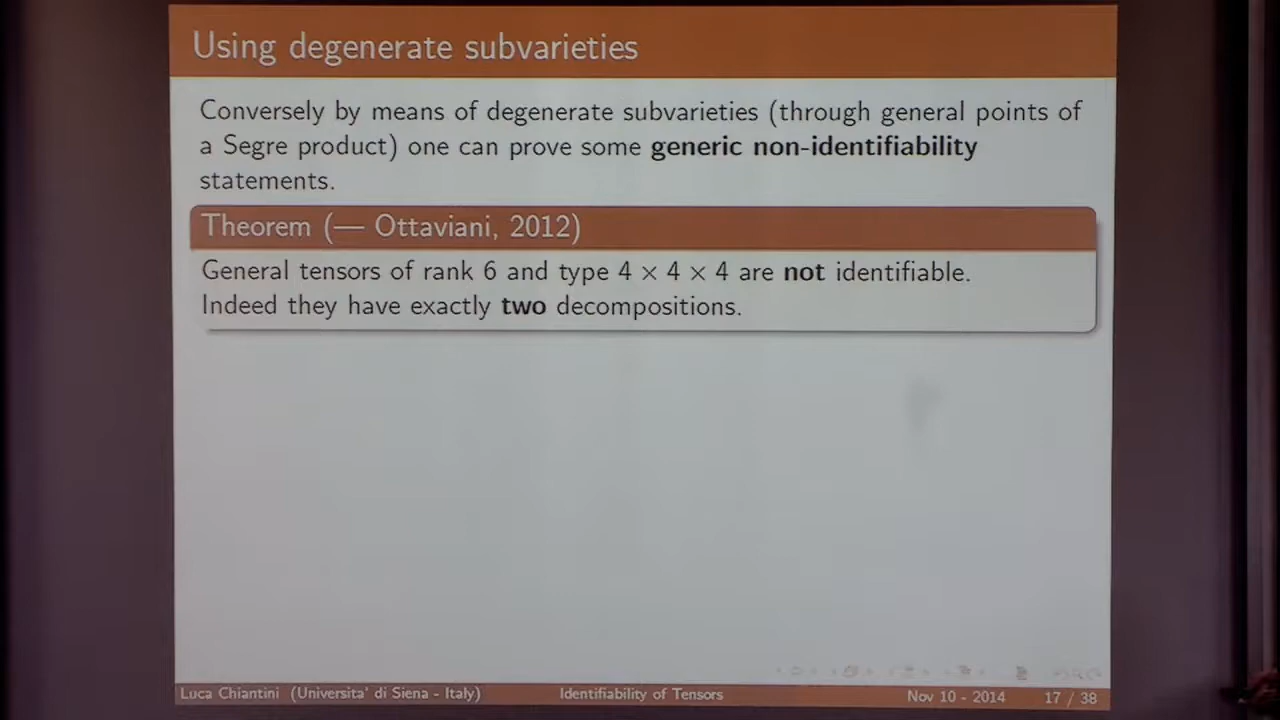 Using degenerate subvarieties
Conversely by means of degenerate subvarieties (through general points of
a Segre product) one can prove some generic non-identifiability
statements.
Theorem (— Ottaviani, 2012)
General tensors of rank 6 and type 4 × 4 × 4 are not identifiable.
Indeed they have exactly two decompositions.
Luca Chiantini (Universita' di Siena - Italy) Identifiability of Tensors Nov 10 - 2014 17 / 38